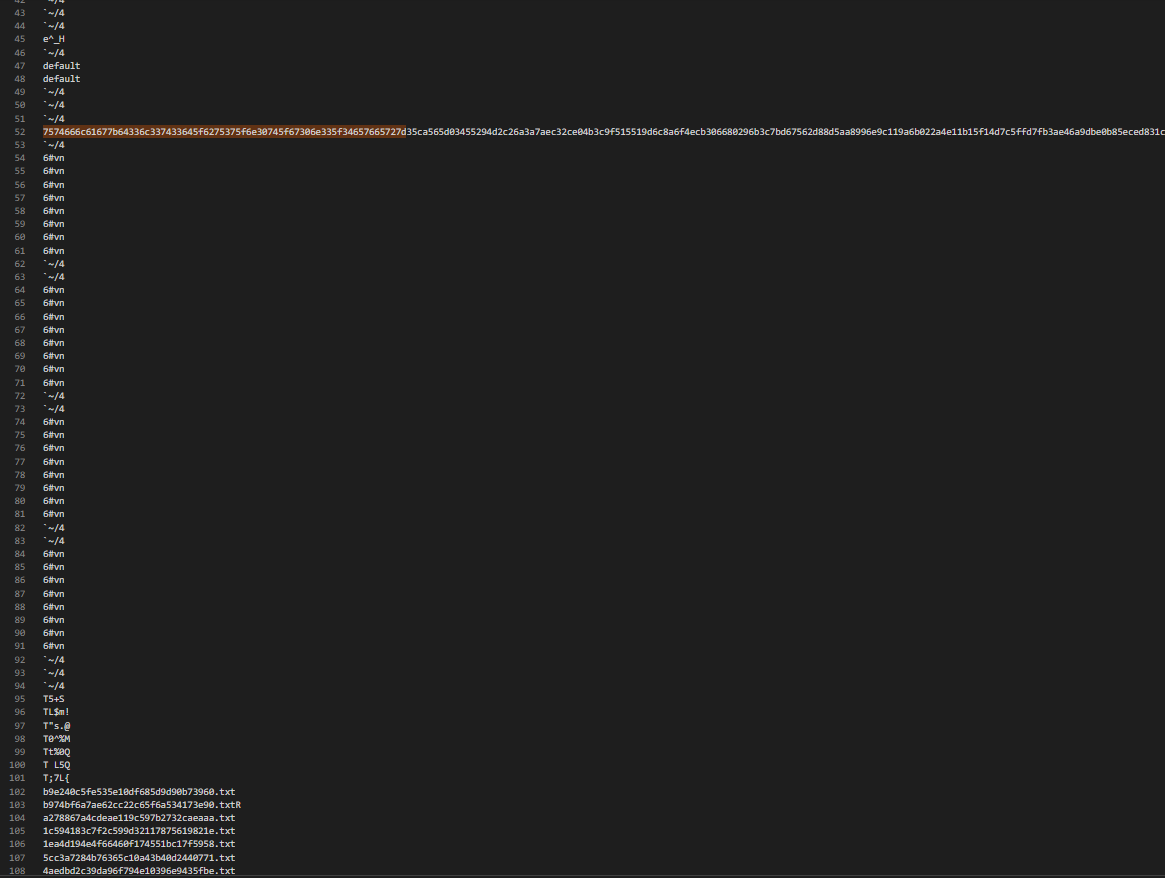 42 `~/4
43 `~/4
44 `~/4
45 e^_H
46 `~/4
47 default
48 default
49 `~/4
50 `~/4
51 `~/4
52 7574666c61677b64336c337433645f6275375f6e30745f67306e335f34657665727d35ca565d03455294d2c26a3a7aec32ce04b3c9f515519d6c8a6f4ecb306680296b3c7bd67562d88d5aa8996e9c119a6b022a4e11b15f14d7c5ffd7fb3ae46a9dbe0b85eced831c
53 `~/4
54 6#vn
55 6#vn
56 6#vn
57 6#vn
58 6#vn
59 6#vn
60 6#vn
61 6#vn
62 `~/4
63 `~/4
64 6#vn
65 6#vn
66 6#vn
67 6#vn
68 6#vn
69 6#vn
70 6#vn
71 6#vn
72 `~/4
73 `~/4
74 6#vn
75 6#vn
76 6#vn
77 6#vn
78 6#vn
79 6#vn
80 6#vn
81 6#vn
82 `~/4
83 `~/4
84 6#vn
85 6#vn
86 6#vn
87 6#vn
88 6#vn
89 6#vn
90 6#vn
91 6#vn
92 `~/4
93 `~/4
94 `~/4
95 T5+S
96 TL$m!
97 T"s.@
98 T0^%M
99 Tt%0Q
100 T L5Q
101 T;7L{
102 b9e240c5fe535e10df685d9d90b73960.txt
103 b974bf6a7ae62cc22c65f6a534173e90.txtR
104 a278867a4cdeae119c597b2732caeaaa.txt
105 1c594183c7f2c599d32117875619821e.txt
106 1ea4d194e4f66460f174551bc17f5958.txt
107 5cc3a7284b76365c10a43b40d2440771.txt
108 4aedbd2c39da96f794e10396e9435fbe.txt